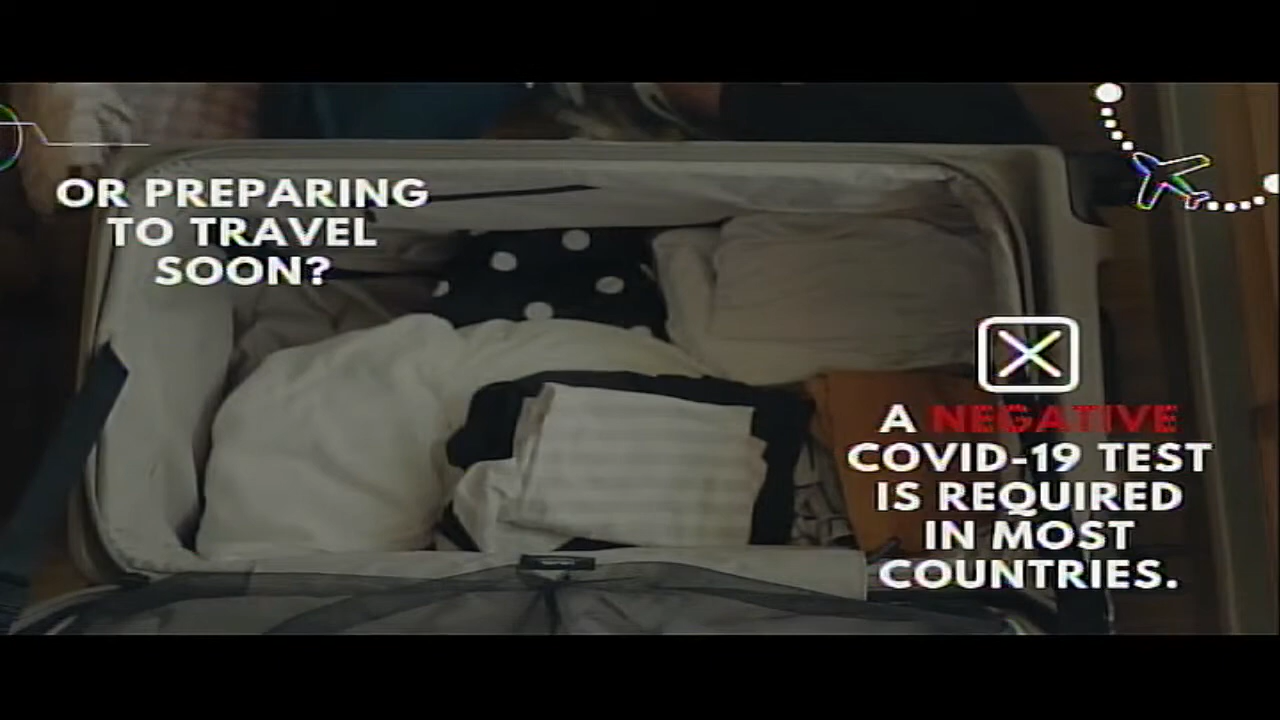 OR PREPARING
TO TRAVEL
SOON?
A NEGATIVE
COVID-19 TEST
IS REQUIRED
IN MOST
COUNTRIES.